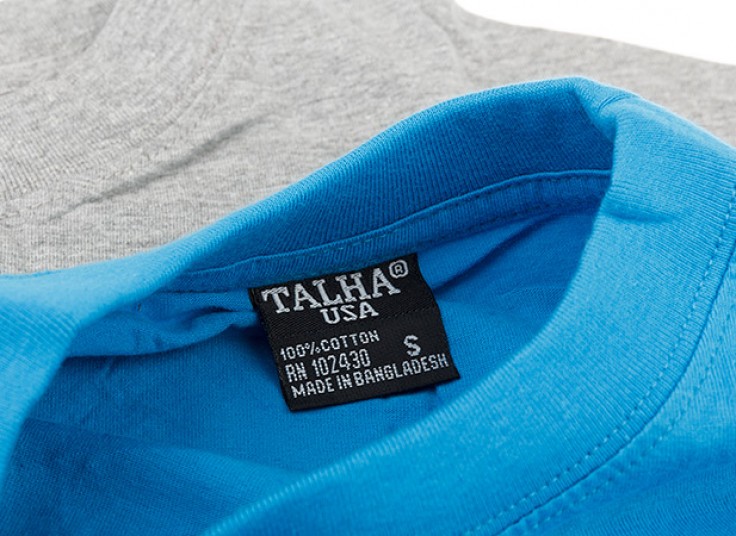 TALHA®
USA
100% COTTON
RN 102430 S
MADE IN BANGLADESH